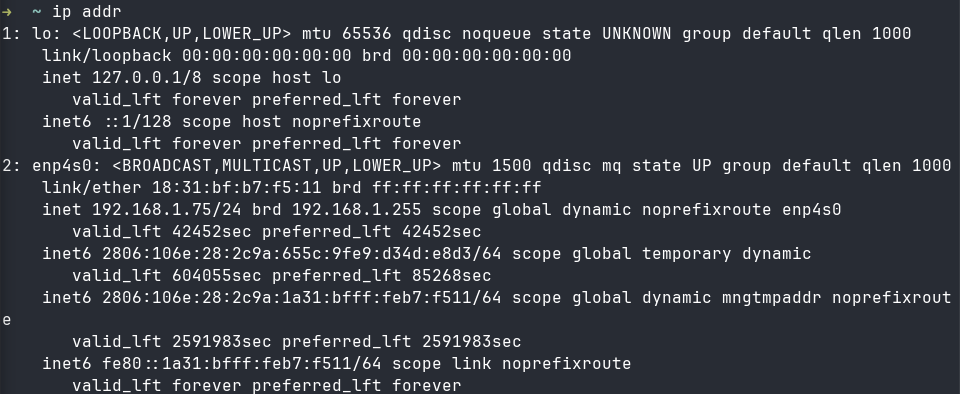 →  ~ ip addr
1: lo: <LOOPBACK,UP,LOWER_UP> mtu 65536 qdisc noqueue state UNKNOWN group default qlen 1000
    link/loopback 00:00:00:00:00:00 brd 00:00:00:00:00:00
    inet 127.0.0.1/8 scope host lo
       valid_lft forever preferred_lft forever
    inet6 ::1/128 scope host noprefixroute
       valid_lft forever preferred_lft forever
2: enp4s0: <BROADCAST,MULTICAST,UP,LOWER_UP> mtu 1500 qdisc mq state UP group default qlen 1000
    link/ether 18:31:bf:b7:f5:11 brd ff:ff:ff:ff:ff:ff
    inet 192.168.1.75/24 brd 192.168.1.255 scope global dynamic noprefixroute enp4s0
       valid_lft 42452sec preferred_lft 42452sec
    inet6 2806:106e:28:2c9a:655c:9fe9:d34d:e8d3/64 scope global temporary dynamic
       valid_lft 604055sec preferred_lft 85268sec
    inet6 2806:106e:28:2c9a:1a31:bfff:feb7:f511/64 scope global dynamic mngtmpaddr noprefixrout
e
       valid_lft 2591983sec preferred_lft 2591983sec
    inet6 fe80::1a31:bfff:feb7:f511/64 scope link noprefixroute
       valid_lft forever preferred_lft forever